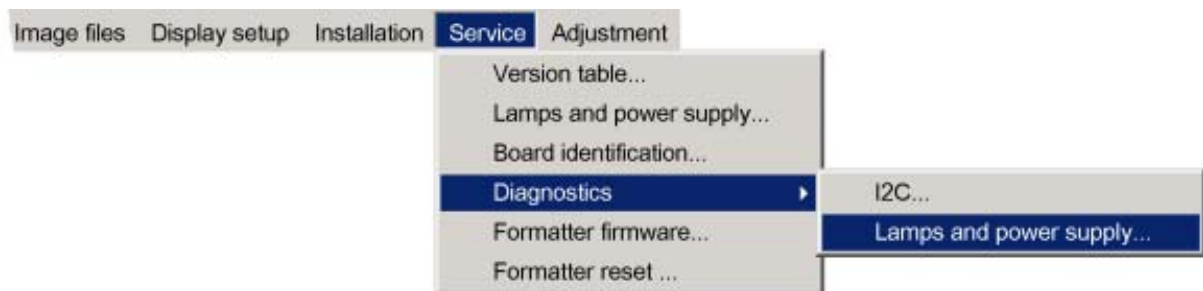 Image files Display setup Installation Service Adjustment
Version table...
Lamps and power supply...
Board identification...
Diagnostics
I2C...
Formatter firmware...
Lamps and power supply...
Formatter reset ...